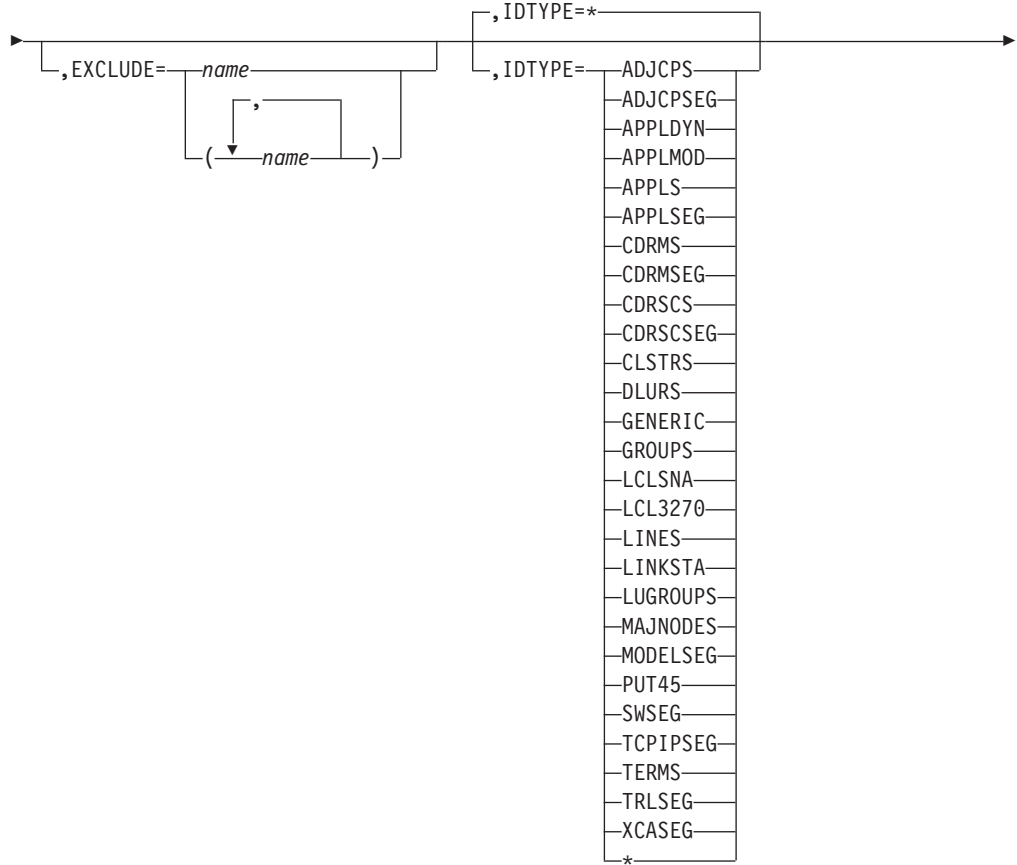 ,IDTYPE=*
,EXCLUDE= name ,IDTYPE= ADJCPS
, ADJCPSEG
APPLDYN
( name ) APPLMOD
APPLS
APPLSEG
CDRMS
CDRMSEG
CDRSCS
CDRSCSEG
CLSTRS
DLURS
GENERIC
GROUPS
LCLSNA
LCL3270
LINES
LINKSTA
LUGROUPS
MAJNODES
MODELSEG
PUT45
SWSEG
TCPIPSEG
TERMS
TRLSEG
XCASEG
*